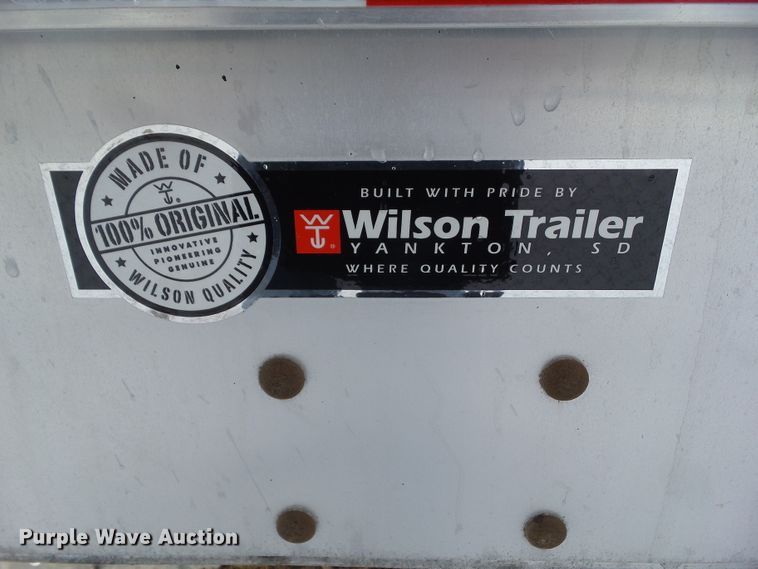 MADE OF
100% ORIGINAL
INNOVATIVE
PIONEERING
GENUINE
★ WILSON QUALITY ★
BUILT WITH PRIDE BY
Wilson Trailer
YANKTON, SD
WHERE QUALITY COUNTS
Purple Wave Auction